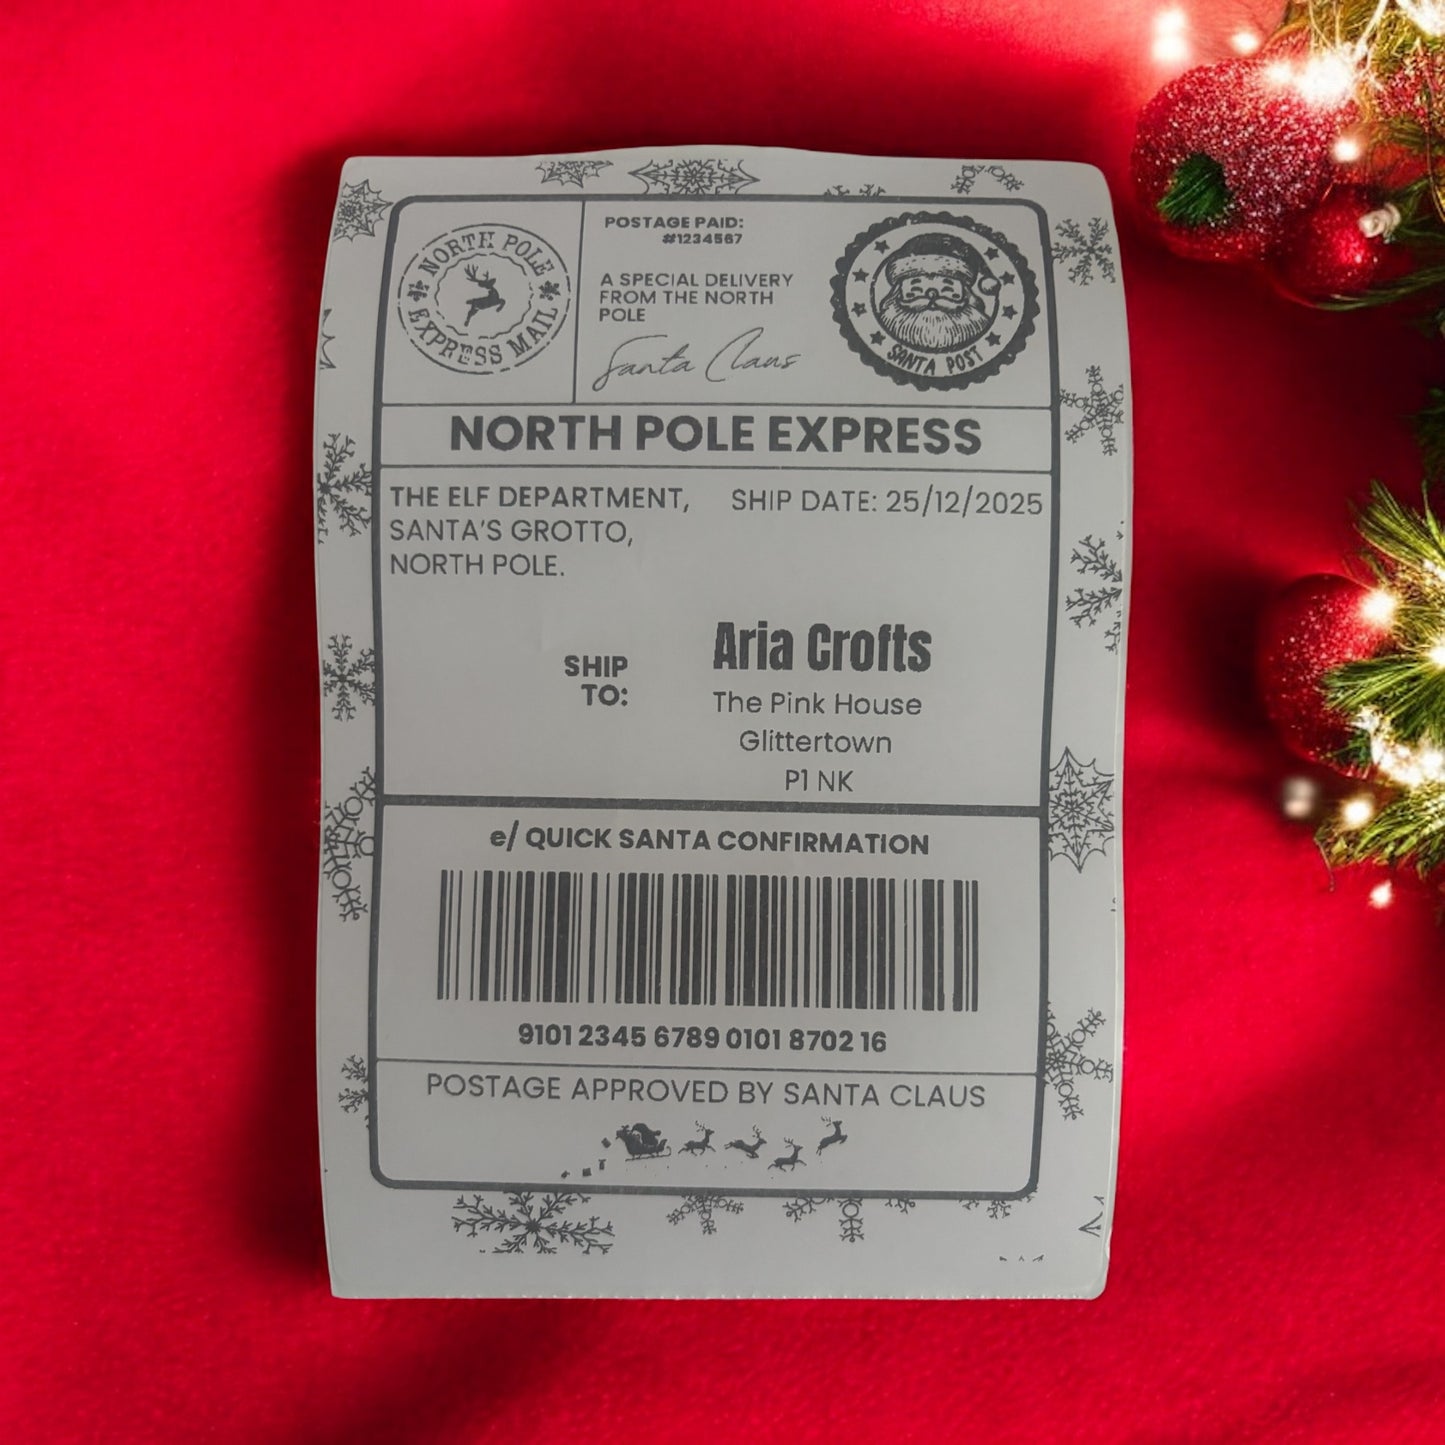 NORTH POLE
EXPRESS MAIL
POSTAGE PAID:
#1234567
A SPECIAL DELIVERY
FROM THE NORTH
POLE
Santa Claus
SANTA POST
NORTH POLE EXPRESS
THE ELF DEPARTMENT,
SANTA'S GROTTO,
NORTH POLE.
SHIP DATE: 25/12/2025
SHIP
TO:
Aria Crofts
The Pink House
Glittertown
P1 NK
e/ QUICK SANTA CONFIRMATION
9101 2345 6789 0101 8702 16
POSTAGE APPROVED BY SANTA CLAUS